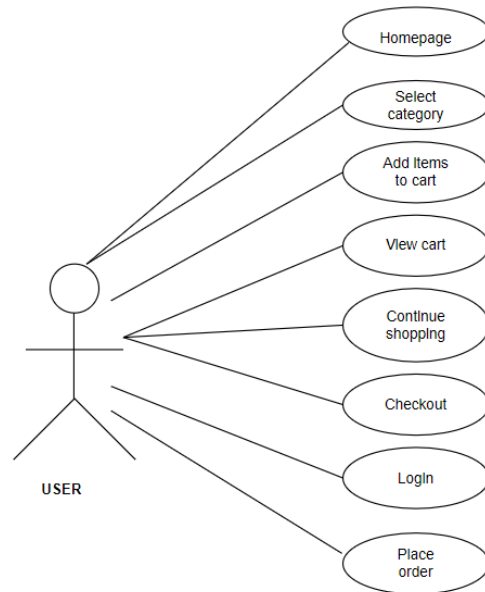 Homepage
Select
category
Add Items
to cart
View cart
Continue
shopping
Checkout
Login
USER
Place
order